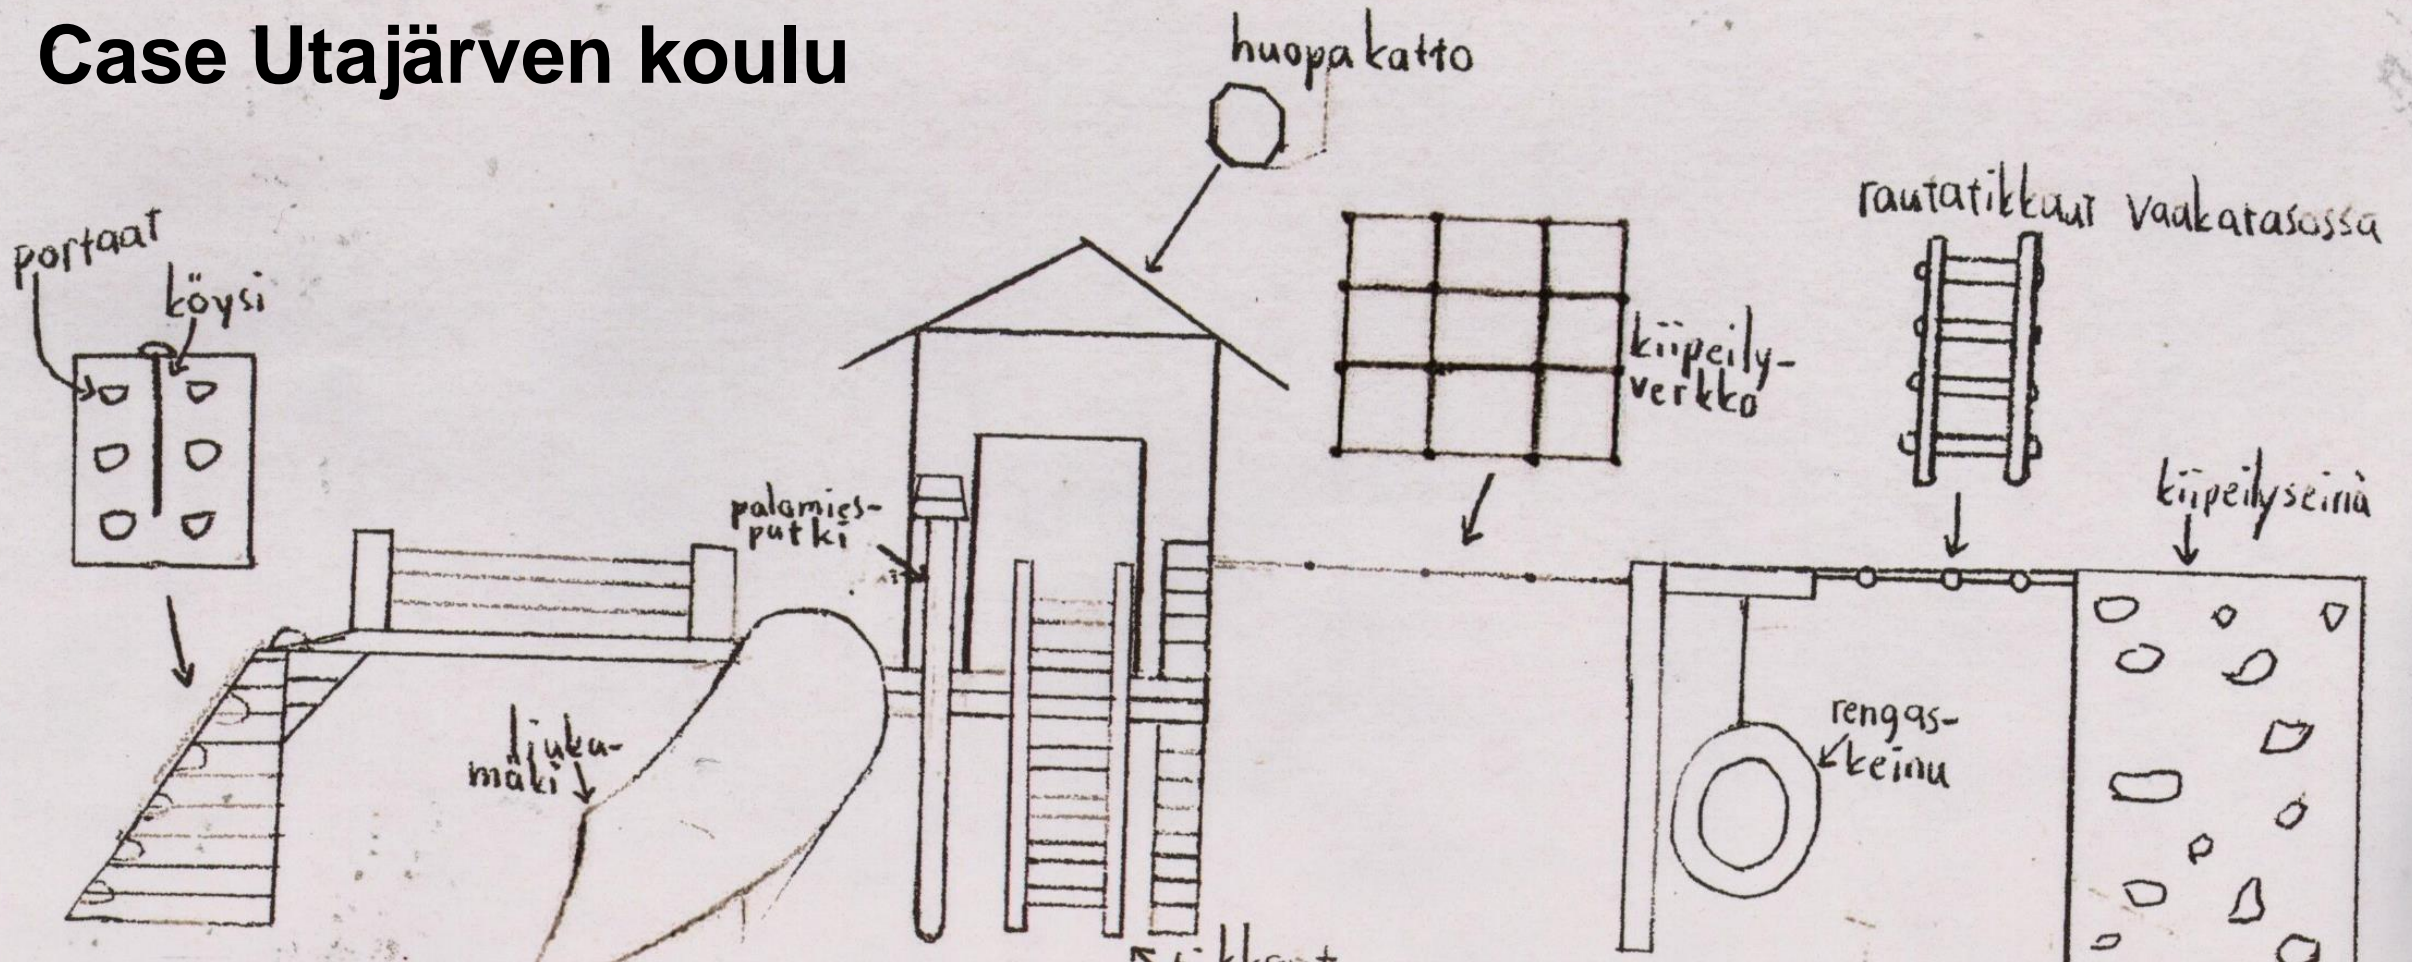 Case Utajärven koulu
huopakatto
rautatikkaat vaakatasossa
portaat
köysi
kiipeily-
verkko
kiipeilyseinä
palomies-
putki
liuku-
mäki
rengas-
keinu